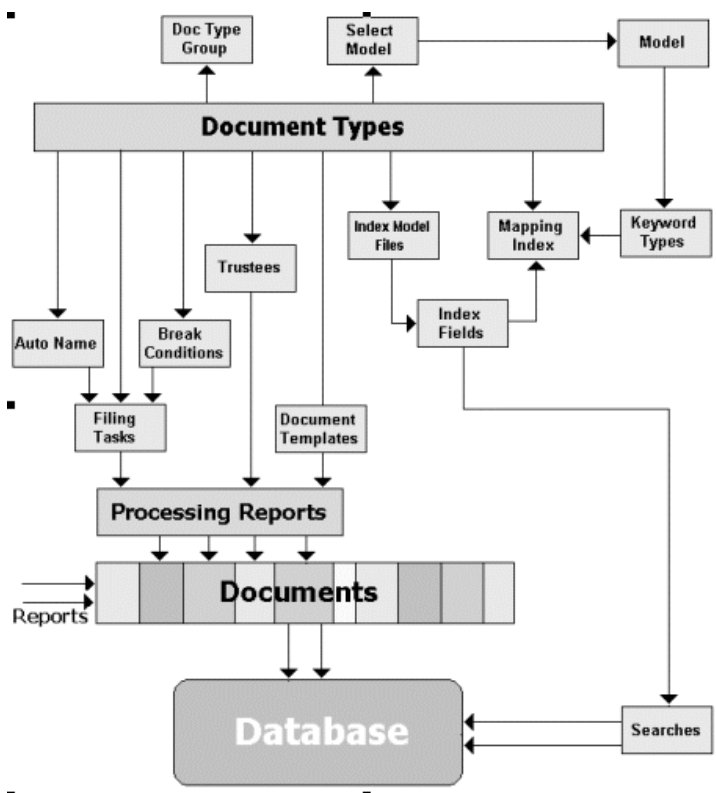 Doc Type
Group
Select
Model
Model
Document Types
Index Model
Files
Mapping
Index
Keyword
Types
Trustees
Index
Fields
Auto Name
Break
Conditions
Filing
Tasks
Document
Templates
Processing Reports
Documents
Reports
Database
Searches